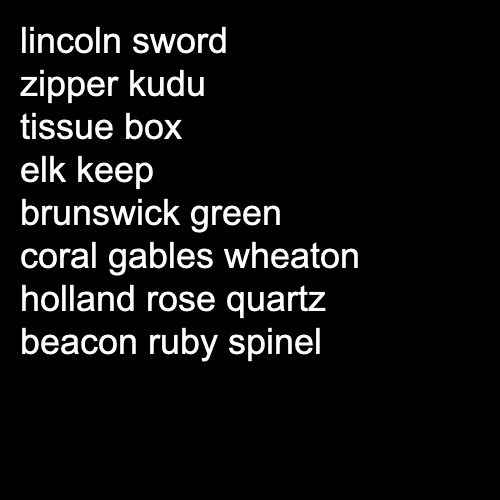 lincoln sword
zipper kudu
tissue box
elk keep
brunswick green
coral gables wheaton
holland rose quartz
beacon ruby spinel